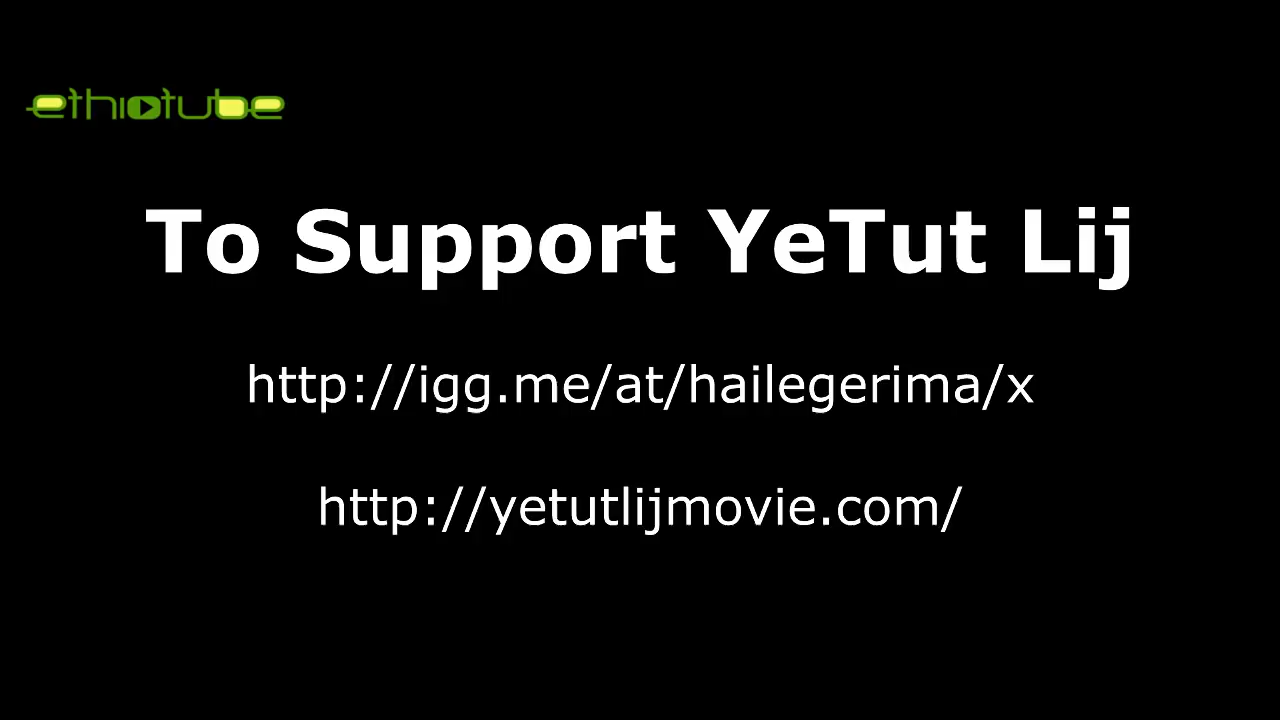 ethiotube
To Support YeTut Lij
http://igg.me/at/hailegerima/x
http://yetutlijmovie.com/